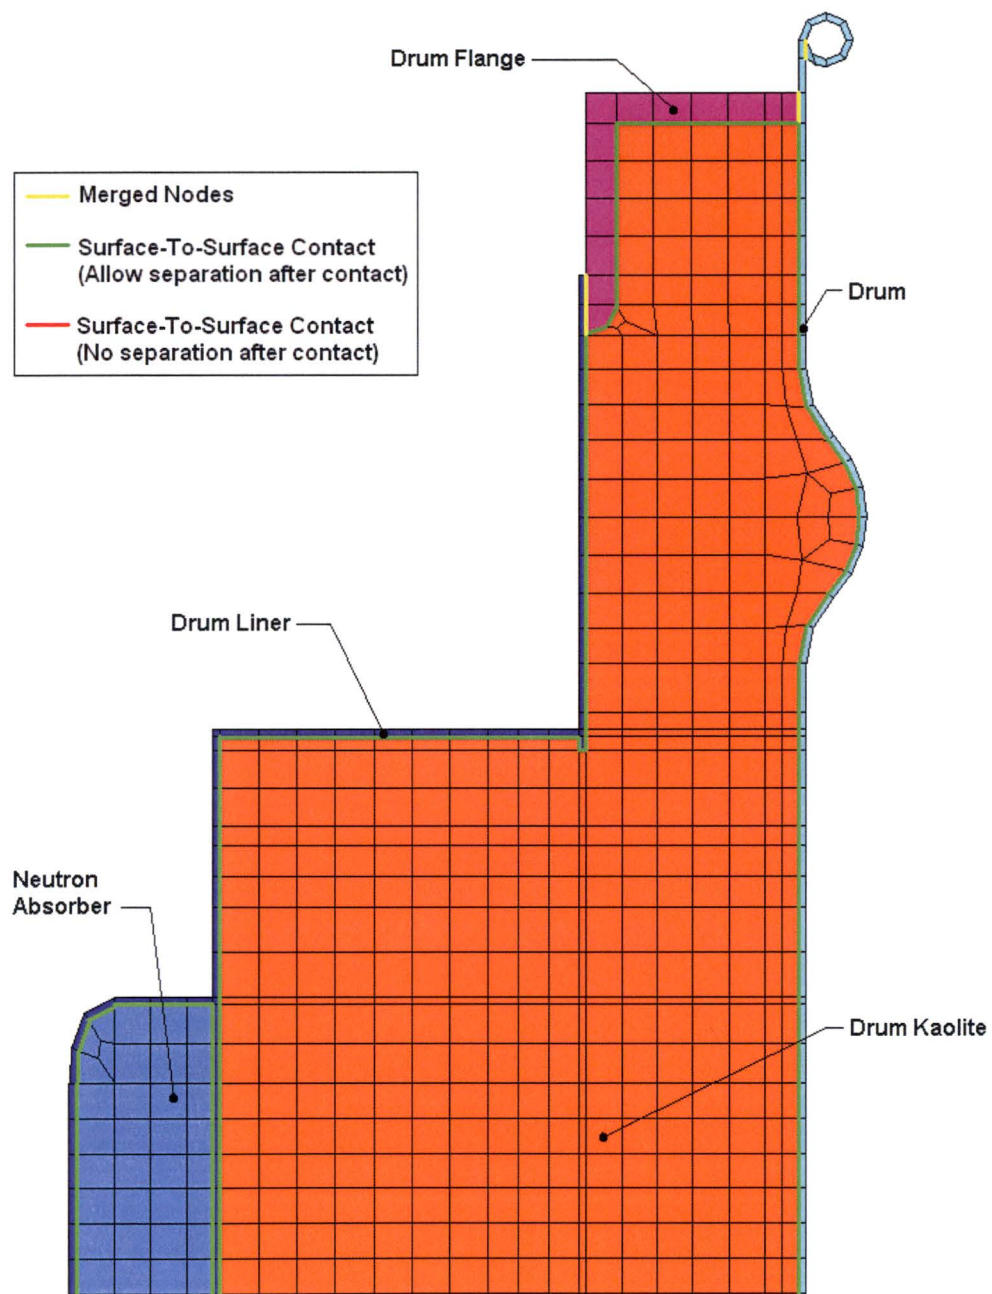 Drum Flange
Merged Nodes
Surface-To-Surface Contact
(Allow separation after contact)
Surface-To-Surface Contact
(No separation after contact)
Drum
Drum Liner
Neutron
Absorber
Drum Kaolite